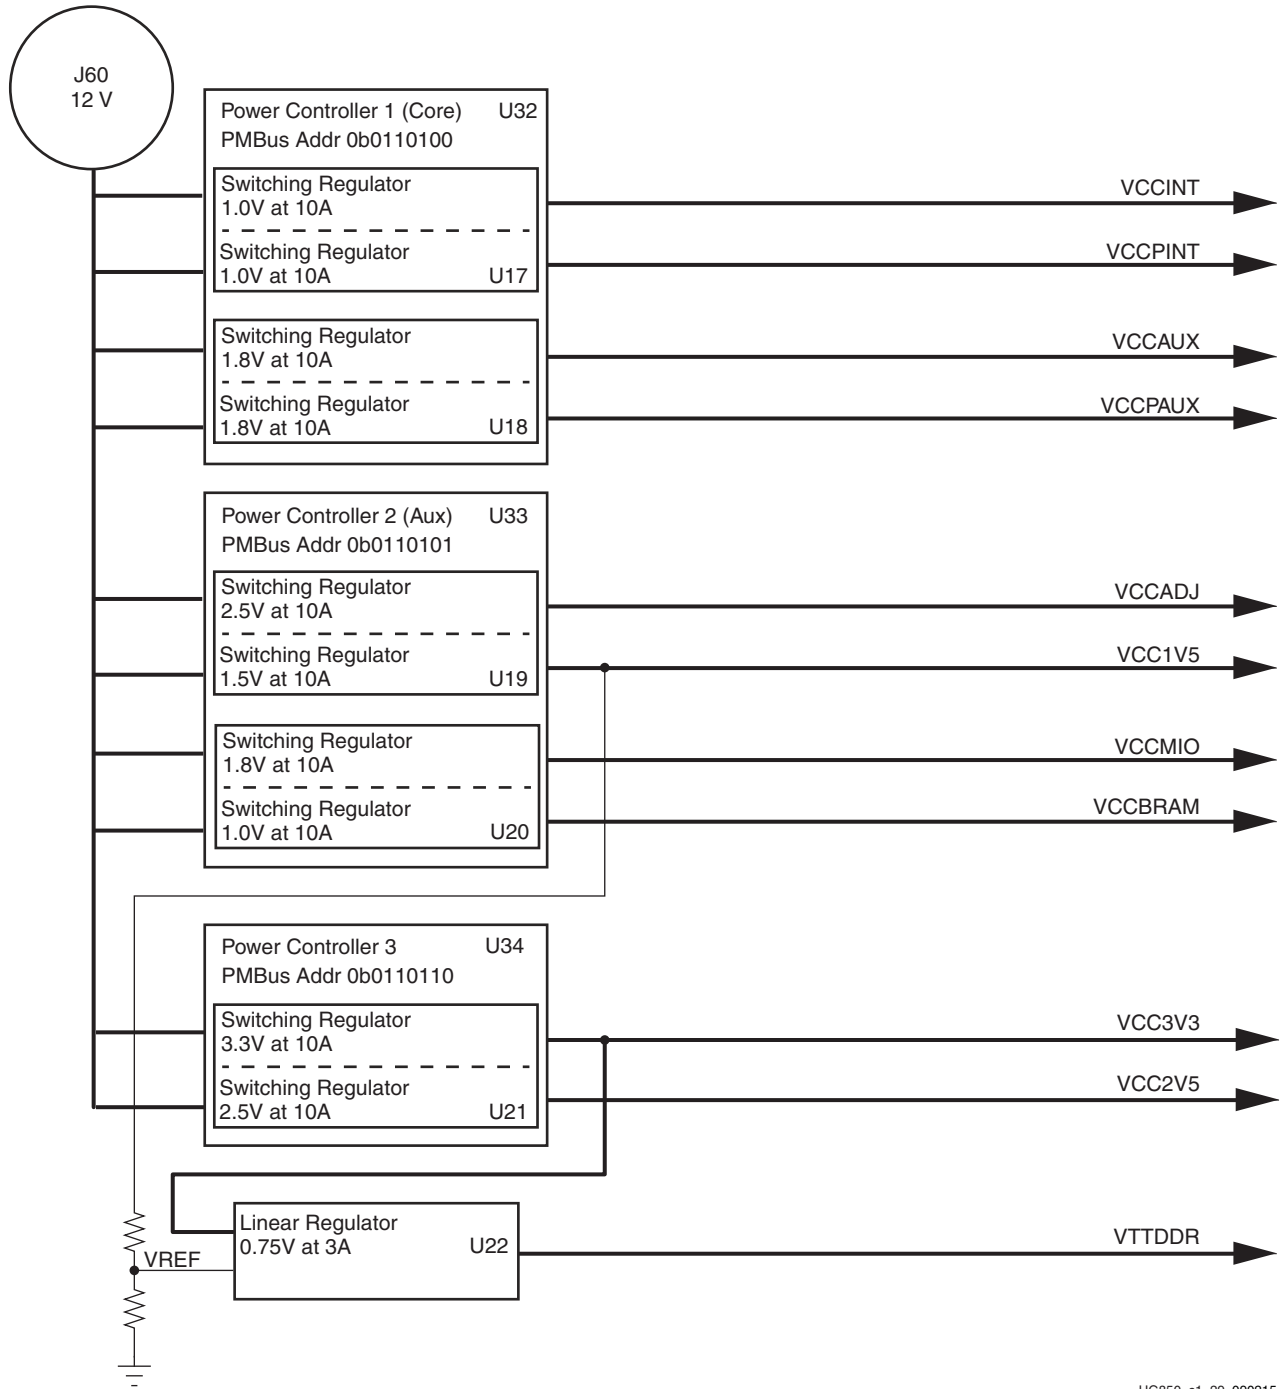 J60
12 V
Power Controller 1 (Core) U32
PMBus Addr 0b0110100
Switching Regulator
1.0V at 10A
VCCINT
Switching Regulator
1.0V at 10A U17
VCCPINT
Switching Regulator
1.8V at 10A
VCCAUX
Switching Regulator
1.8V at 10A U18
VCCPAUX
Power Controller 2 (Aux) U33
PMBus Addr 0b0110101
Switching Regulator
2.5V at 10A
VCCADJ
Switching Regulator
1.5V at 10A U19
VCC1V5
Switching Regulator
1.8V at 10A
VCCMIO
Switching Regulator
1.0V at 10A U20
VCCBRAM
Power Controller 3 U34
PMBus Addr 0b0110110
Switching Regulator
3.3V at 10A
VCC3V3
Switching Regulator
2.5V at 10A U21
VCC2V5
Linear Regulator
0.75V at 3A U22
VTTDDR
VREF